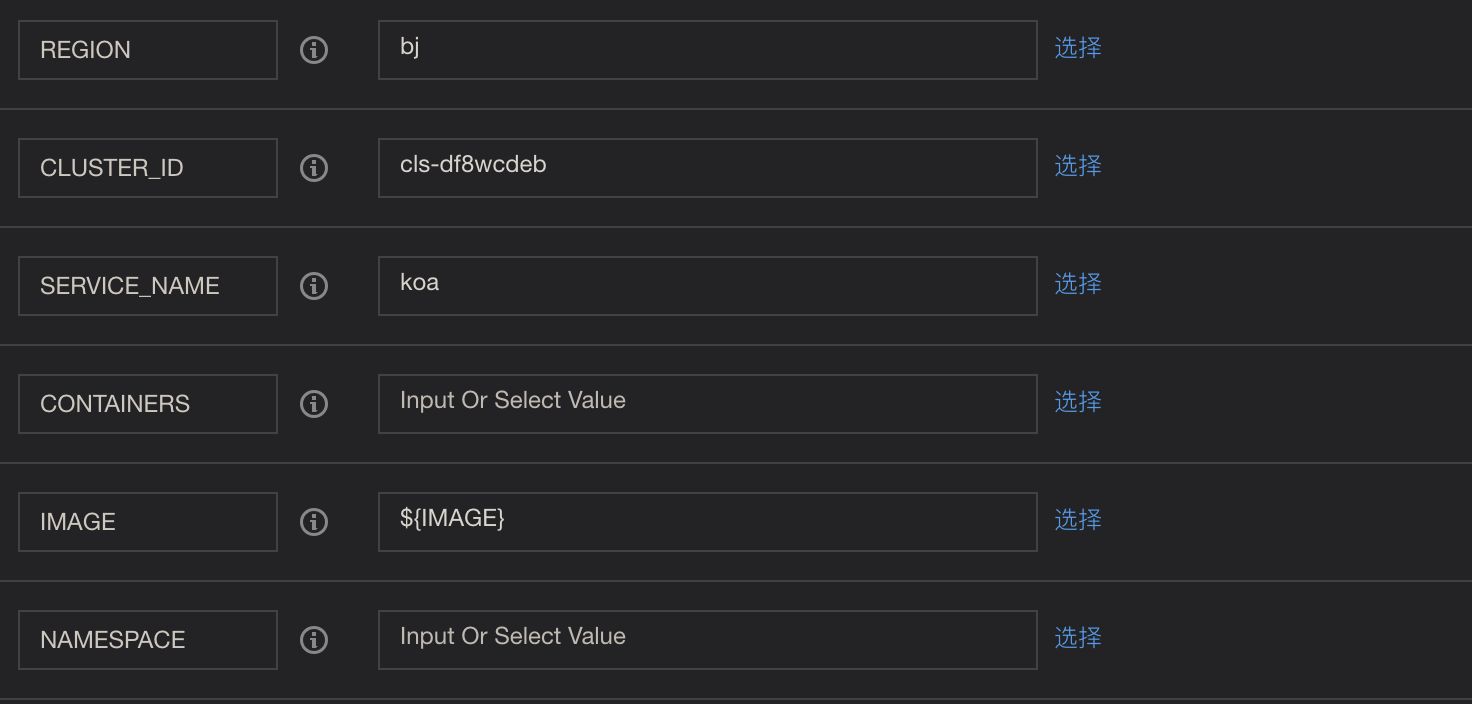 REGION bj 选择
CLUSTER_ID cls-df8wcdeb 选择
SERVICE_NAME koa 选择
CONTAINERS Input Or Select Value 选择
IMAGE ${IMAGE} 选择
NAMESPACE Input Or Select Value 选择